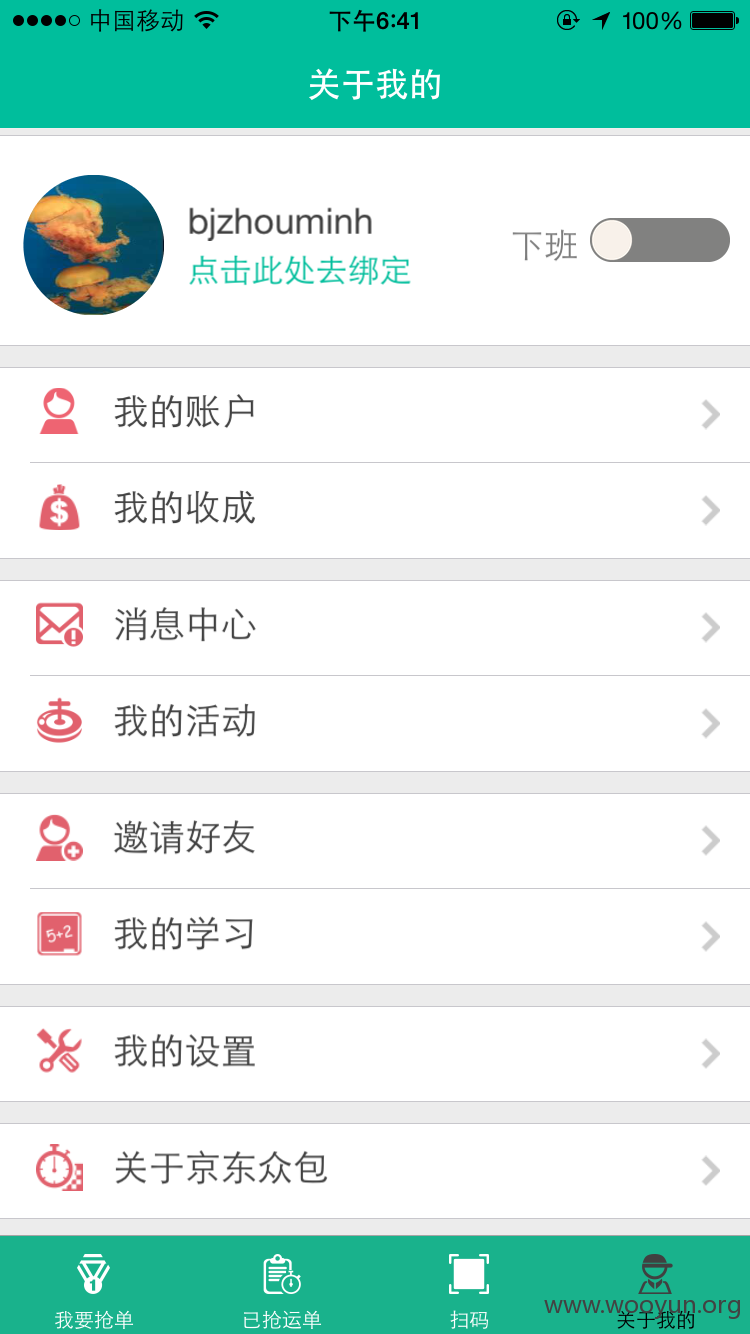 中国移动 下午6:41 100%
关于我的
bjzhouminh
点击此处去绑定
下班
我的账户
$ 我的收成
消息中心
我的活动
邀请好友
5+2 我的学习
我的设置
关于京东众包
1
我要抢单 已抢运单 扫码 关于我的
www.wooyun.org